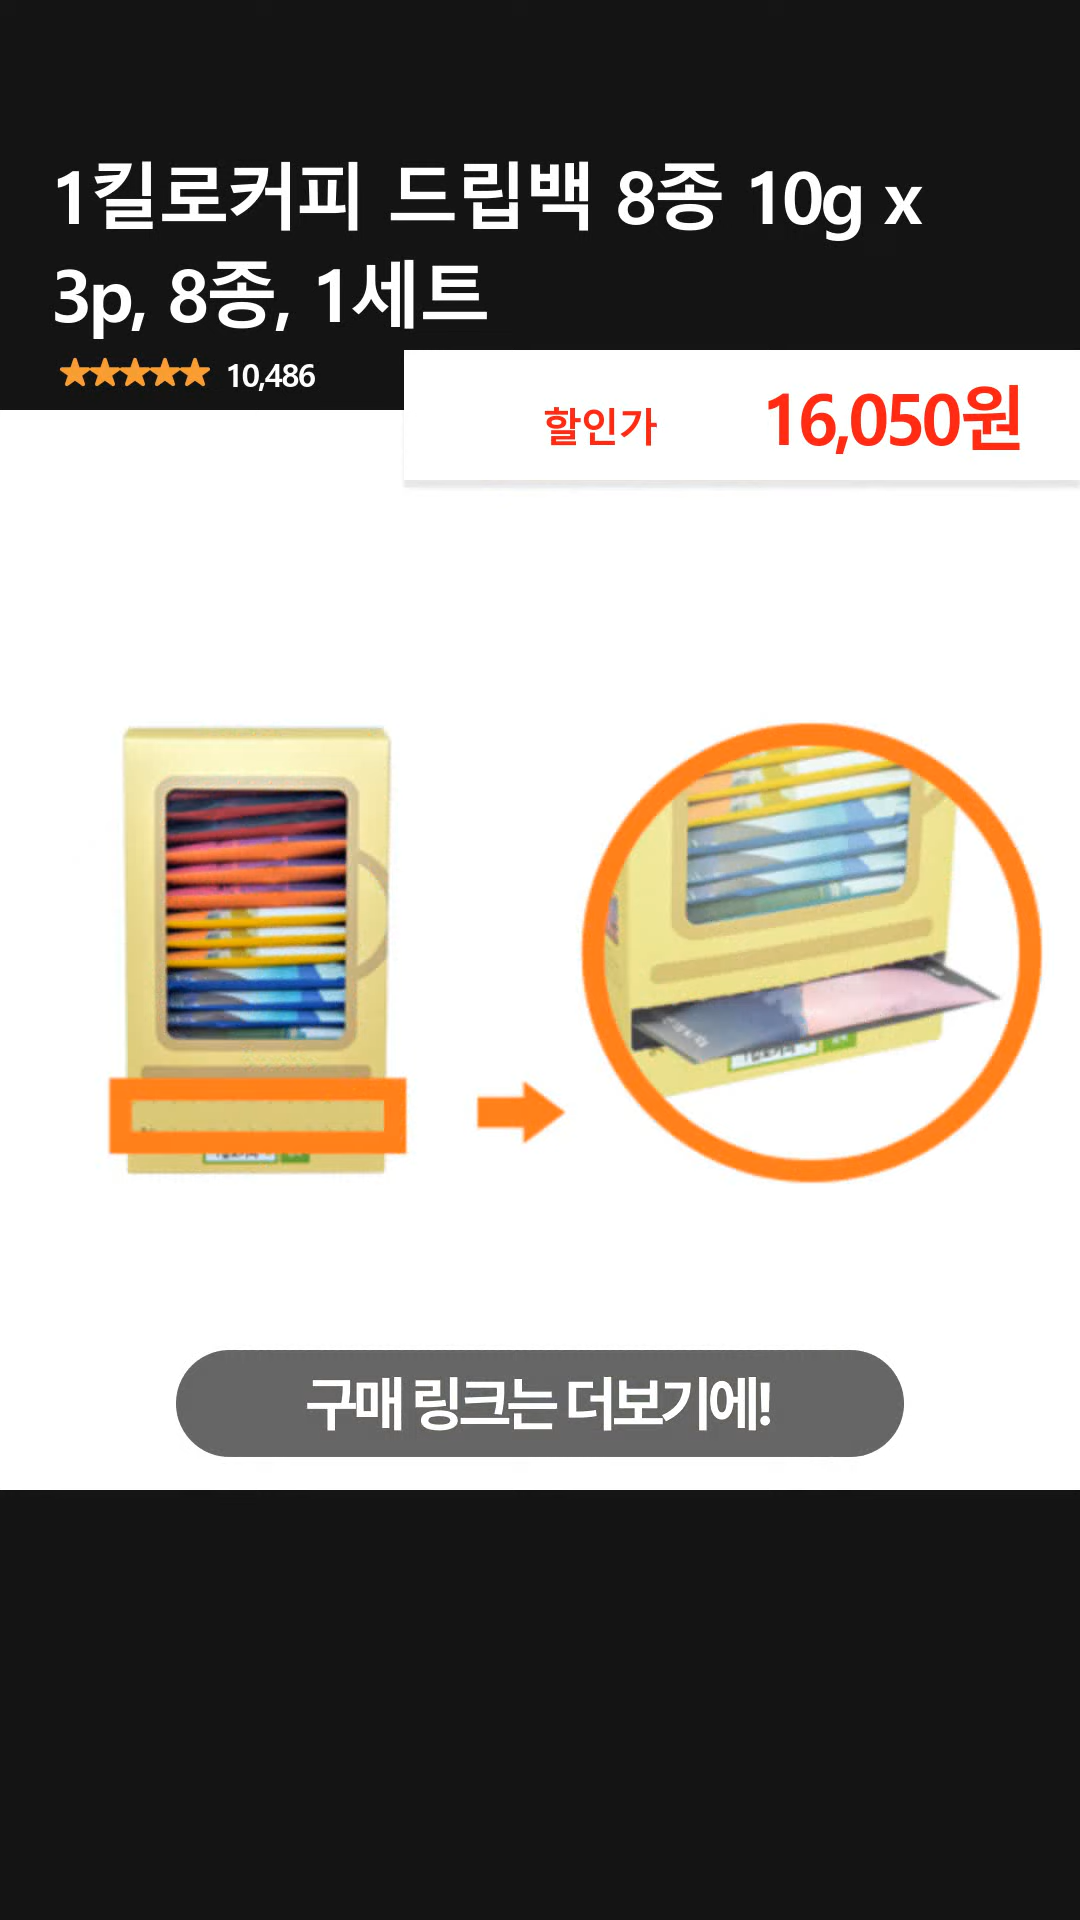 1킬로커피 드립백 8종 10g x
3p, 8종, 1세트
10,486
할인가 16,050원
구매 링크는 더보기에!